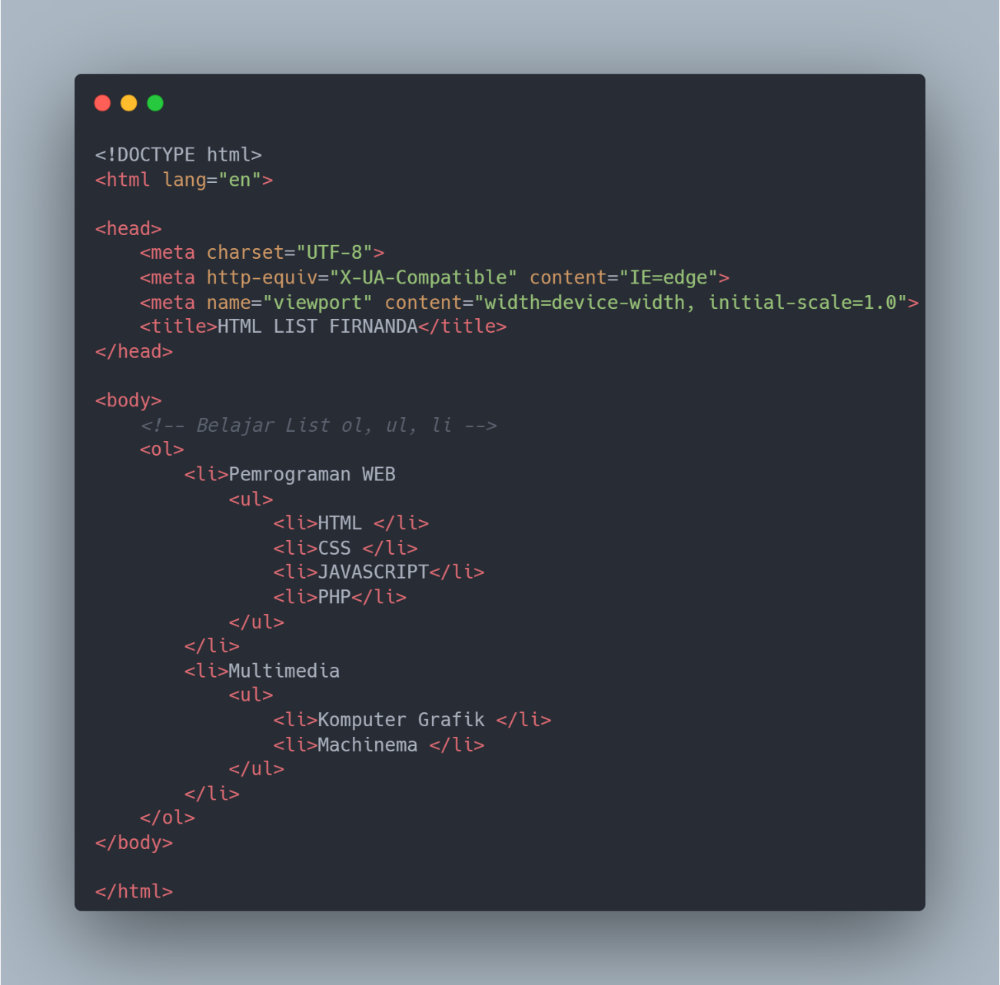 <!DOCTYPE html>
<html lang="en">

<head>
    <meta charset="UTF-8">
    <meta http-equiv="X-UA-Compatible" content="IE=edge">
    <meta name="viewport" content="width=device-width, initial-scale=1.0">
    <title>HTML LIST FIRNANDA</title>
</head>

<body>
    <!-- Belajar List ol, ul, li -->
    <ol>
        <li>Pemrograman WEB
            <ul>
                <li>HTML </li>
                <li>CSS </li>
                <li>JAVASCRIPT</li>
                <li>PHP</li>
            </ul>
        </li>
        <li>Multimedia
            <ul>
                <li>Komputer Grafik </li>
                <li>Machinema </li>
            </ul>
        </li>
    </ol>
</body>

</html>